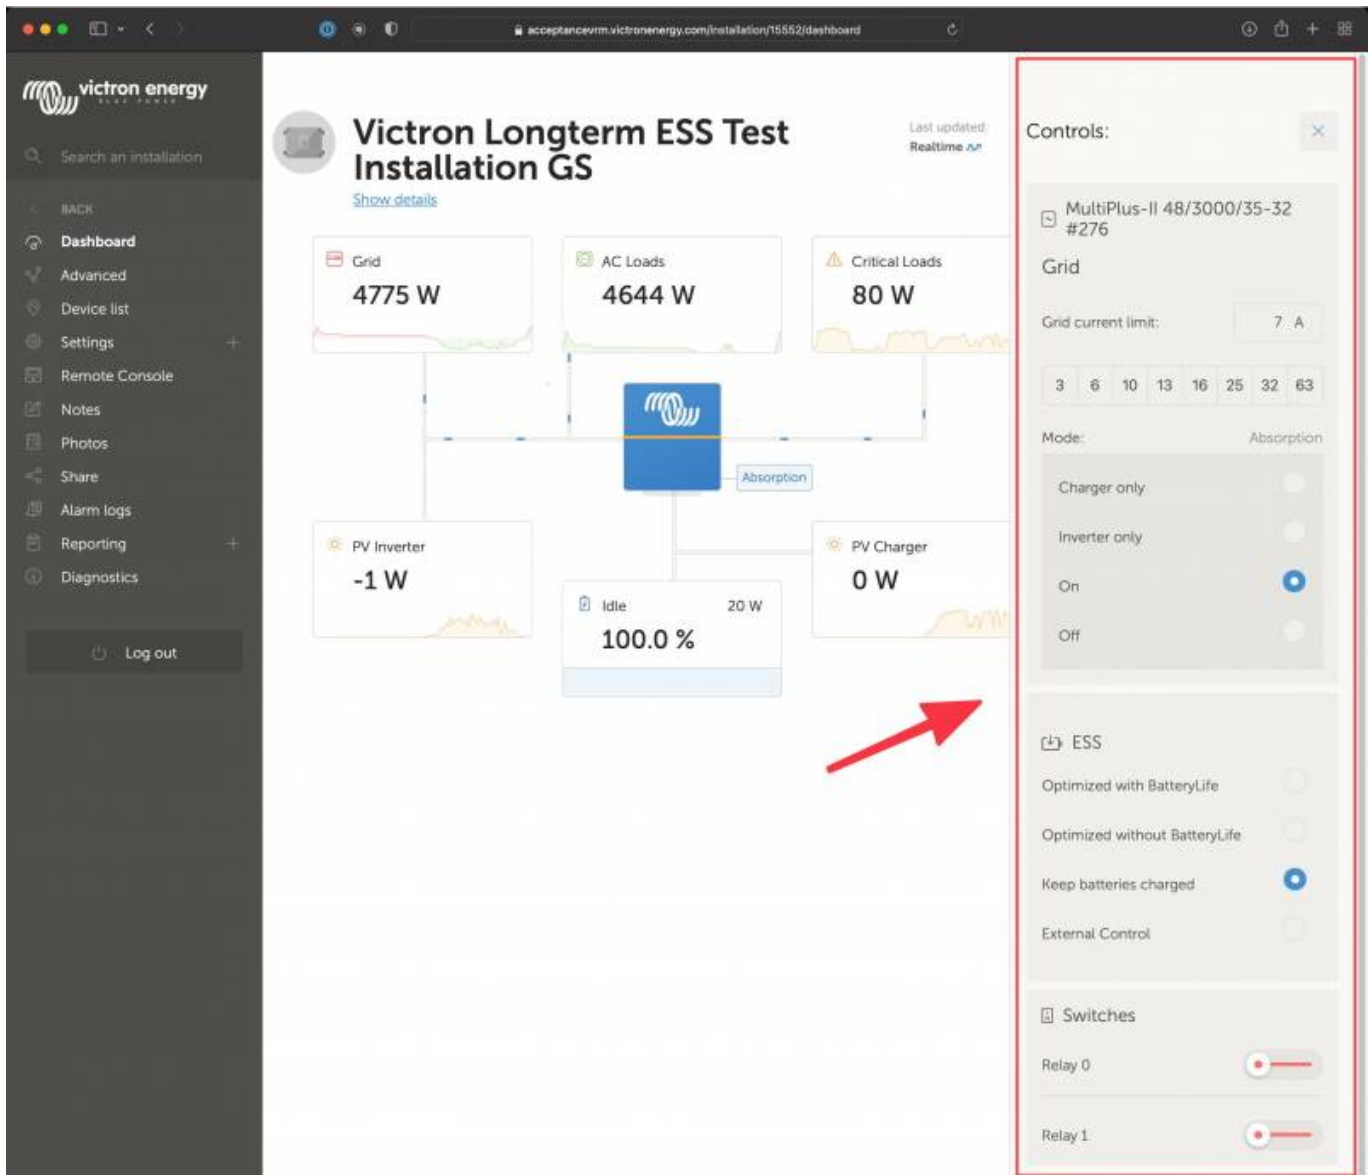 acceptancevrm.victronenergy.com/installation/15552/dashboard
victron energy
BLUE POWER
Search an installation
BACK
Dashboard
Advanced
Device list
Settings
Remote Console
Notes
Photos
Share
Alarm logs
Reporting
Diagnostics
Log out
Victron Longterm ESS Test
Installation GS
Show details
Last updated:
Realtime
Grid
4775 W
AC Loads
4644 W
Critical Loads
80 W
Absorption
PV Inverter
-1 W
Idle 20 W
100.0 %
PV Charger
0 W
Controls:
MultiPlus-II 48/3000/35-32
#276
Grid
Grid current limit: 7 A
3 6 10 13 16 25 32 63
Mode: Absorption
Charger only
Inverter only
On
Off
ESS
Optimized with BatteryLife
Optimized without BatteryLife
Keep batteries charged
External Control
Switches
Relay 0
Relay 1